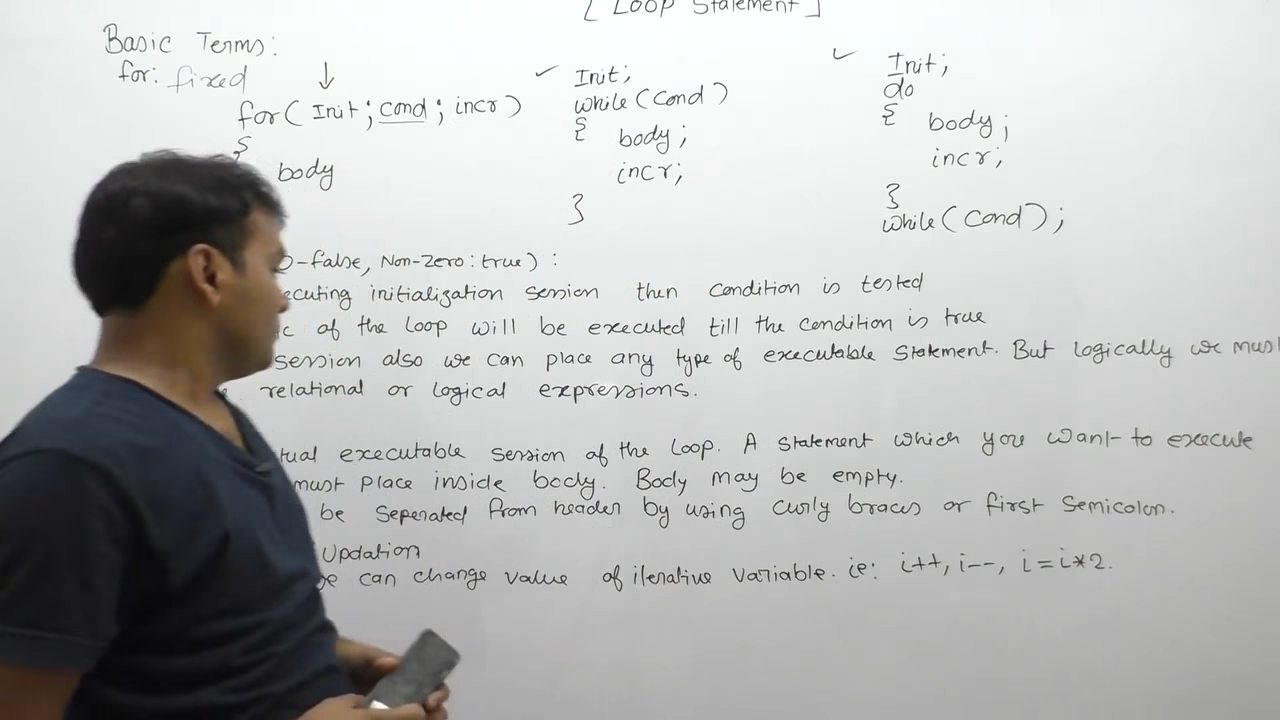 [ Loop Statement ]
Basic Terms:
for: fixed
for( Init; cond; incr)
{
body
Init;
while(Cond)
{ body;
incr;
}
Init;
do
{ body;
incr;
}
while(Cond);
0-false, Non-Zero: true) :
initialization session then condition is tested
of the loop will be executed till the condition is true
session also we can place any type of executable statement. But logically we must
relational or logical expressions.
executable session of the loop. A statement which you want to execute
must place inside body. Body may be empty.
be seperated from header by using curly braces or first semicolon.
Updation
can change value of iterative variable. ie: i++, i--, i=i*2.